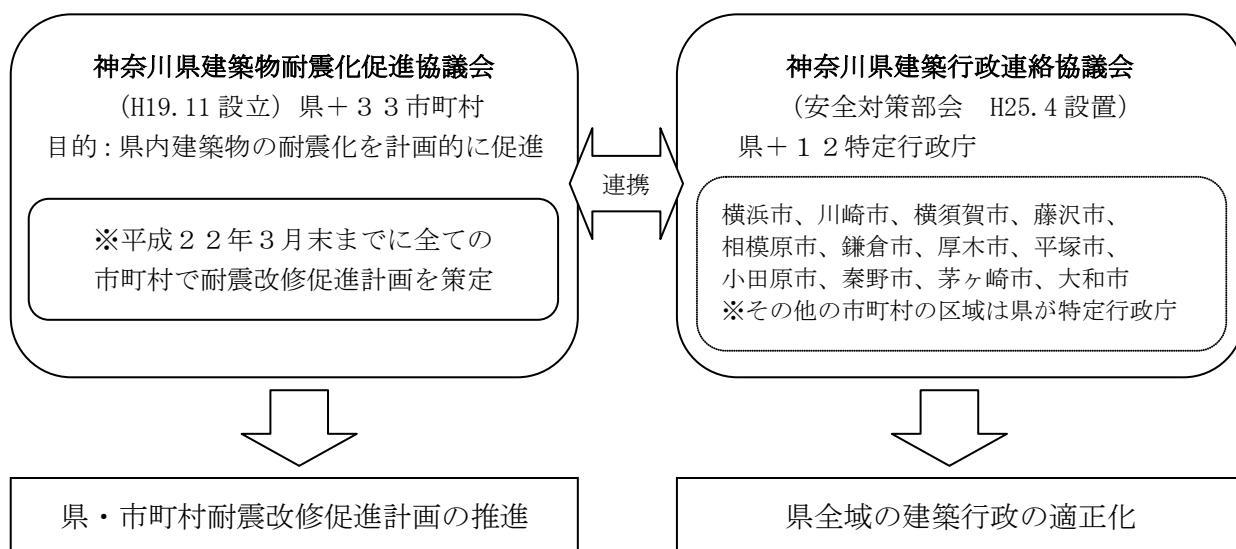 神奈川県建築物耐震化促進協議会
（H19.11 設立）県＋３３市町村
目的：県内建築物の耐震化を計画的に促進
※平成２２年３月末までに全ての
市町村で耐震改修促進計画を策定
連携
神奈川県建築行政連絡協議会
（安全対策部会　H25.4 設置）
県＋１２特定行政庁
横浜市、川崎市、横須賀市、藤沢市、
相模原市、鎌倉市、厚木市、平塚市、
小田原市、秦野市、茅ヶ崎市、大和市
※その他の市町村の区域は県が特定行政庁
県・市町村耐震改修促進計画の推進
県全域の建築行政の適正化